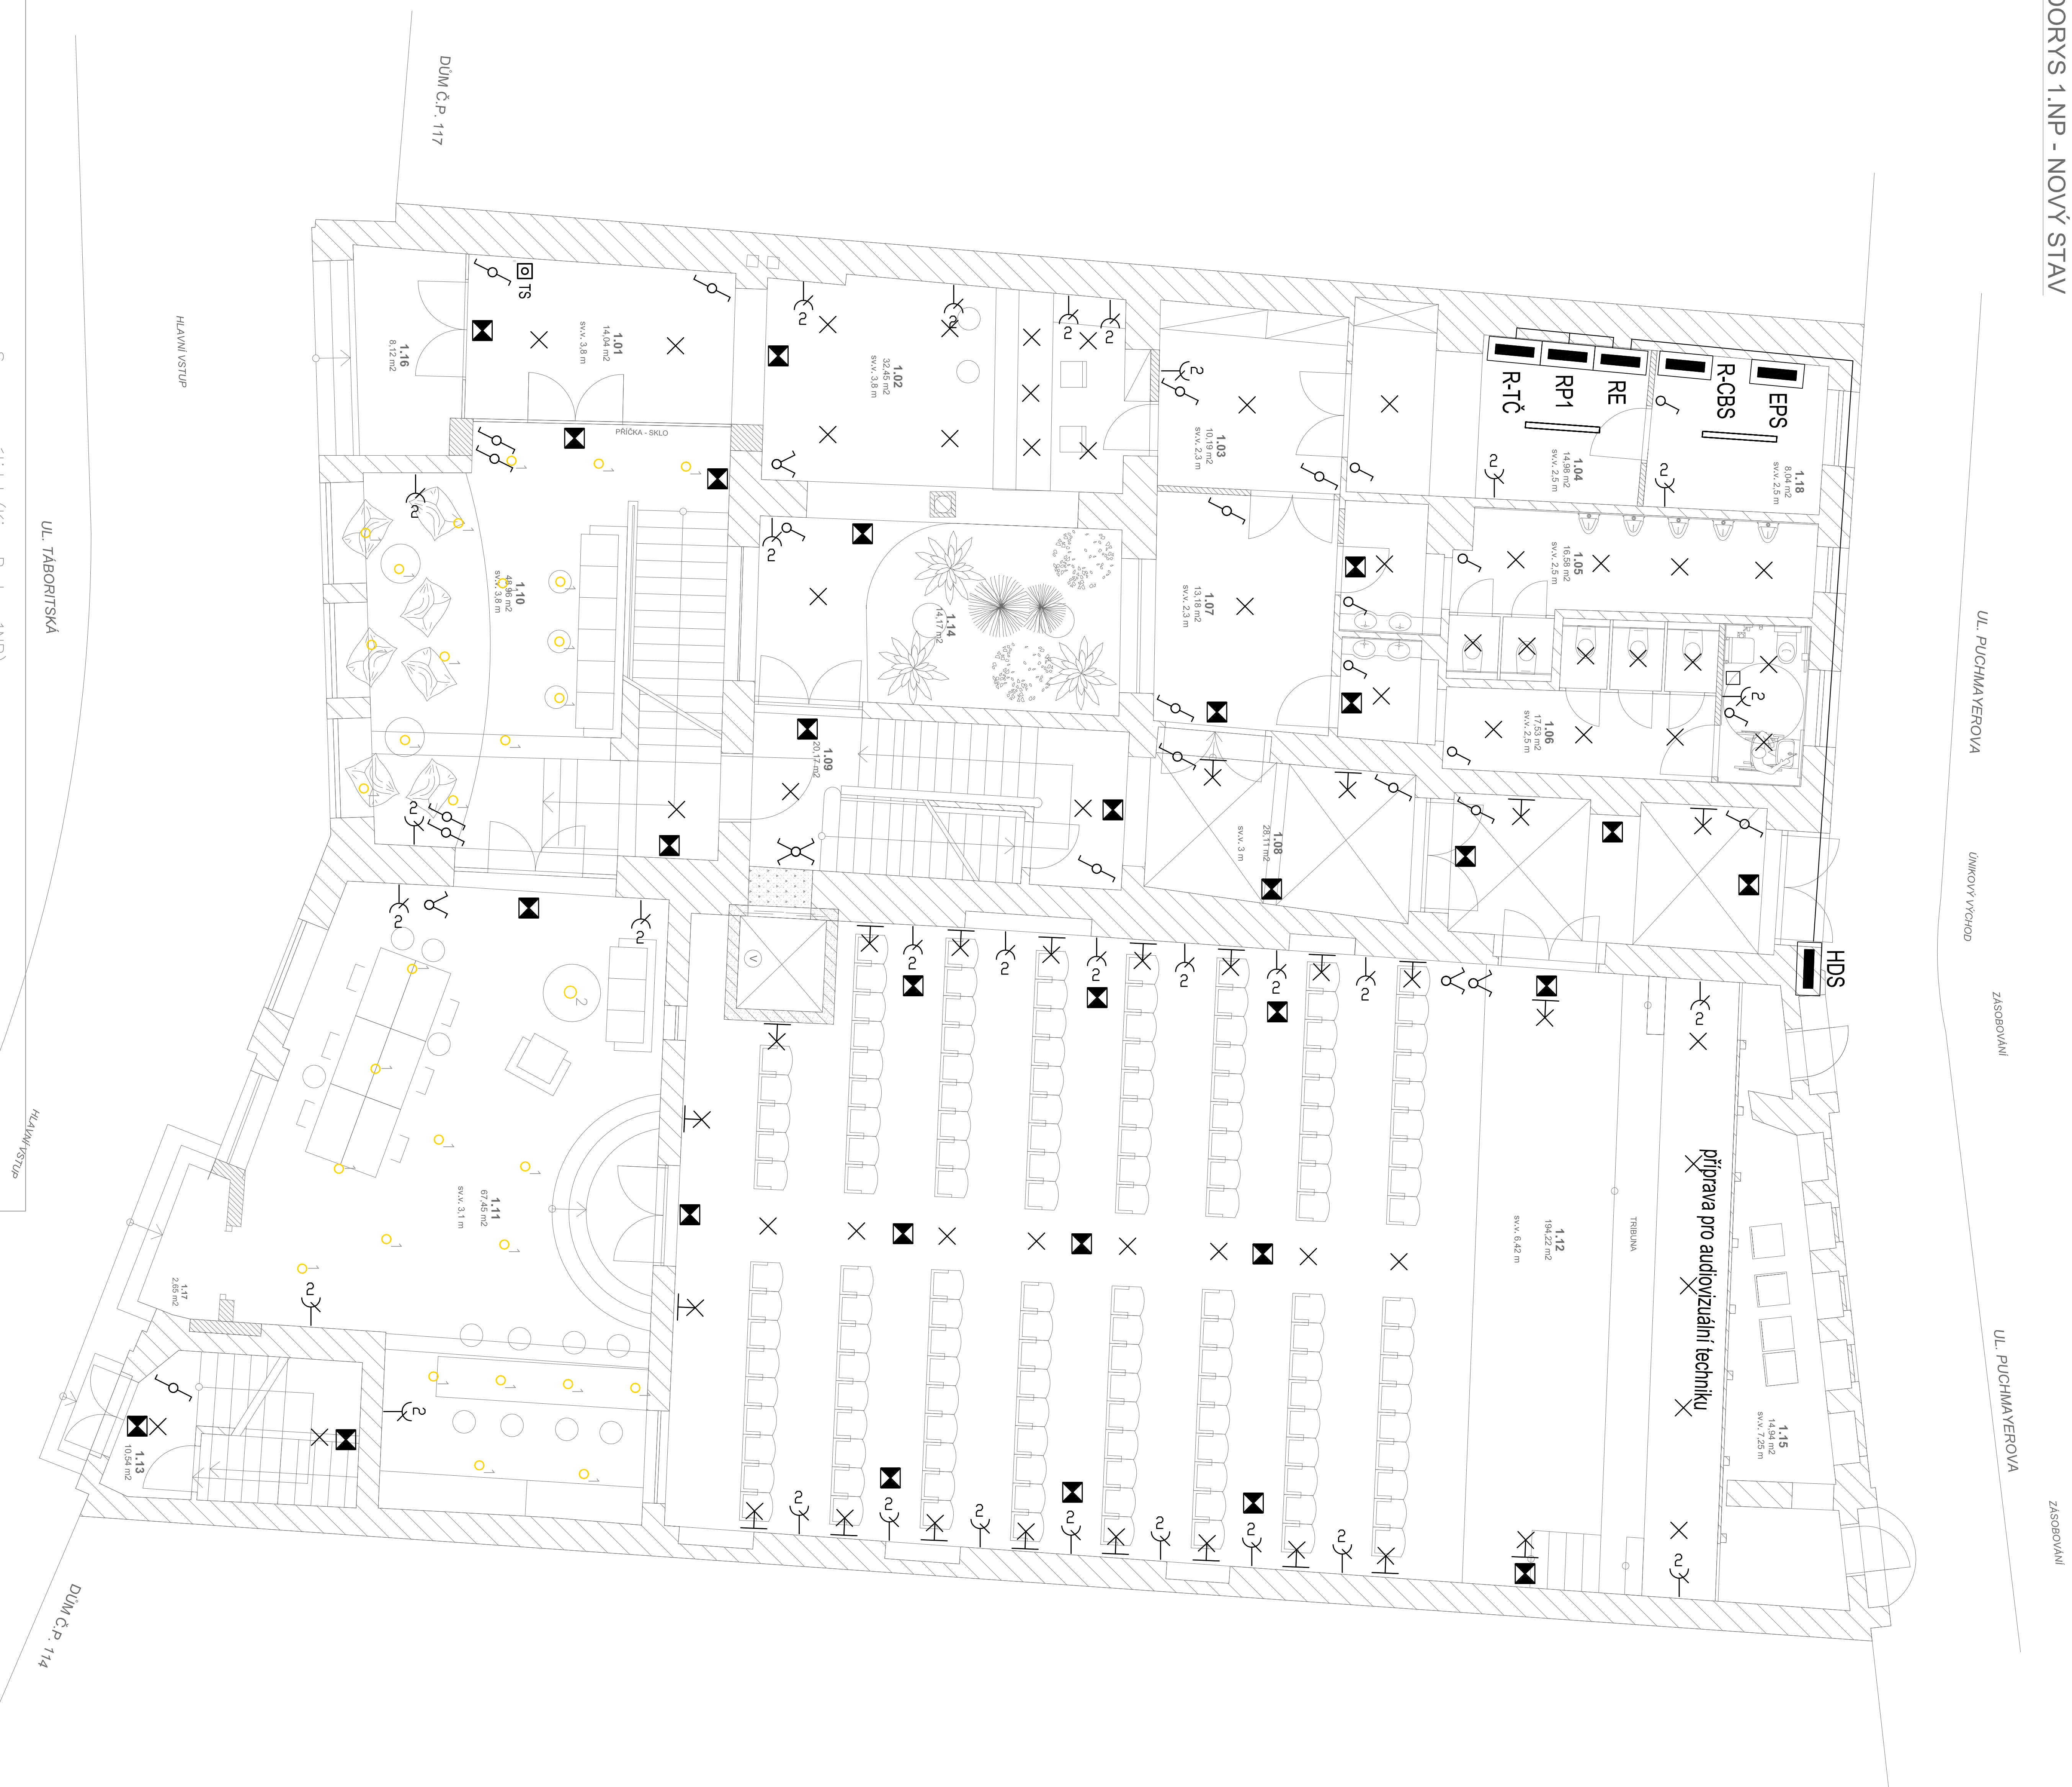 DORYS 1.NP - NOVÝ STAV
UL. PUCHMAYEROVA
ÚNIKOVÝ VÝCHOD
ZÁSOBOVÁNÍ
UL. PUCHMAYEROVA
ZÁSOBOVÁNÍ
DŮM Č.P. 117
HLAVNÍ VSTUP
UL. TÁBORITSKÁ
HLAVNÍ VSTUP
DŮM Č.P. 114
HDS
EPS
R-CBS
RE
RP1
R-TČ
TS
1.18
8,04 m2
sv.v. 2,5 m
1.04
14,98 m2
sv.v. 2,5 m
1.05
16,58 m2
sv.v. 2,5 m
1.06
17,53 m2
sv.v. 2,5 m
1.03
10,19 m2
sv.v. 2,3 m
1.07
13,18 m2
sv.v. 2,3 m
1.08
28,11 m2
sv.v. 3 m
1.02
32,45 m2
sv.v. 3,8 m
1.14
14,17 m2
1.09
20,17 m2
1.01
14,04 m2
sv.v. 3,8 m
1.16
8,12 m2
PŘÍČKA - SKLO
1.10
48,96 m2
sv.v. 3,8 m
1.11
67,45 m2
sv.v. 3,1 m
1.17
2,65 m2
1.13
10,54 m2
V
1.12
194,22 m2
sv.v. 6,42 m
TRIBUNA
příprava pro audiovizuální techniku
1.15
14,94 m2
sv.v. 7,25 m